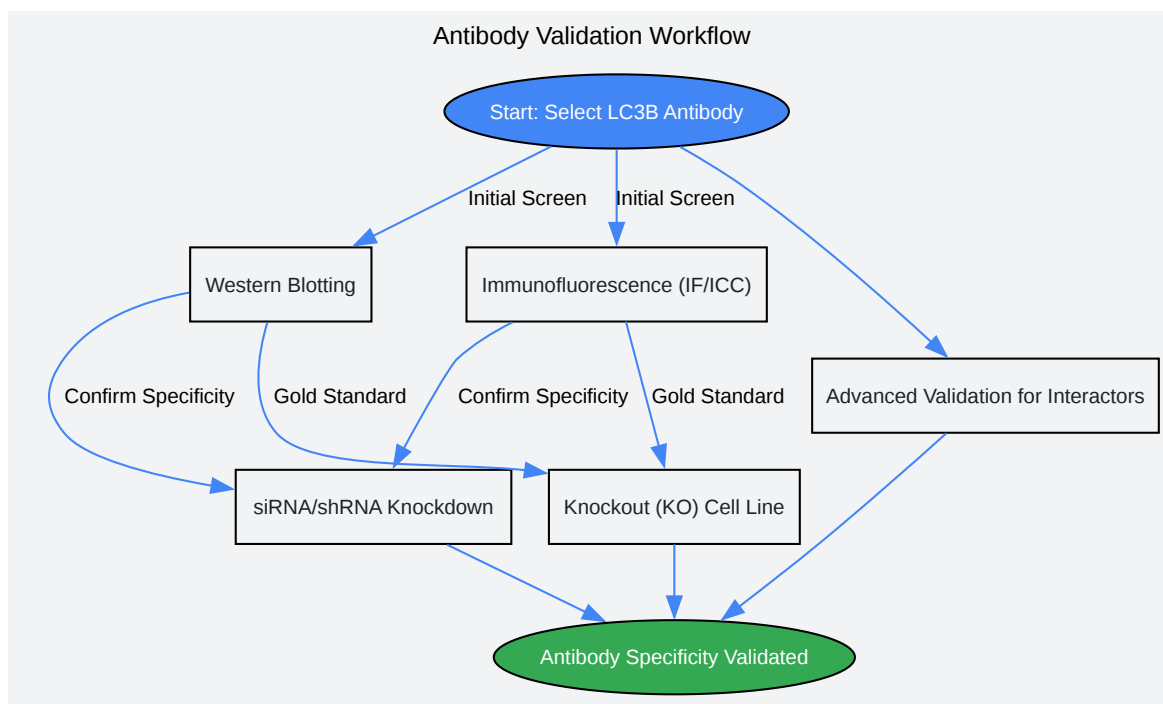 Antibody Validation Workflow
Start: Select LC3B Antibody
Initial Screen
Initial Screen
Western Blotting
Immunofluorescence (IF/ICC)
Advanced Validation for Interactors
Confirm Specificity
Gold Standard
Confirm Specificity
Gold Standard
siRNA/shRNA Knockdown
Knockout (KO) Cell Line
Antibody Specificity Validated